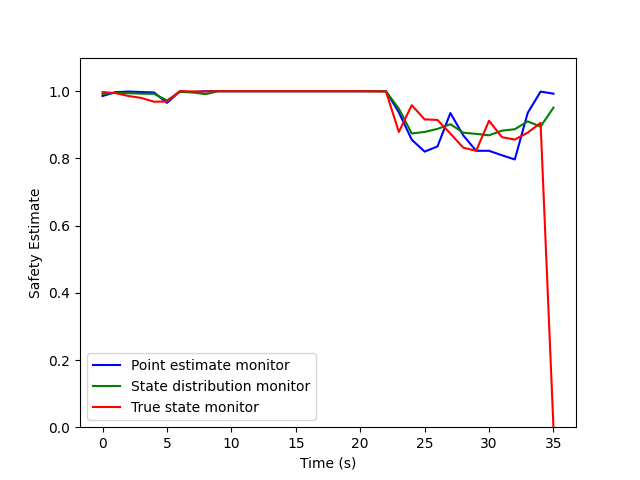 1.0
0.8
0.6
0.4
0.2
0.0
Safety Estimate
Point estimate monitor
State distribution monitor
True state monitor
0 5 10 15 20 25 30 35
Time (s)